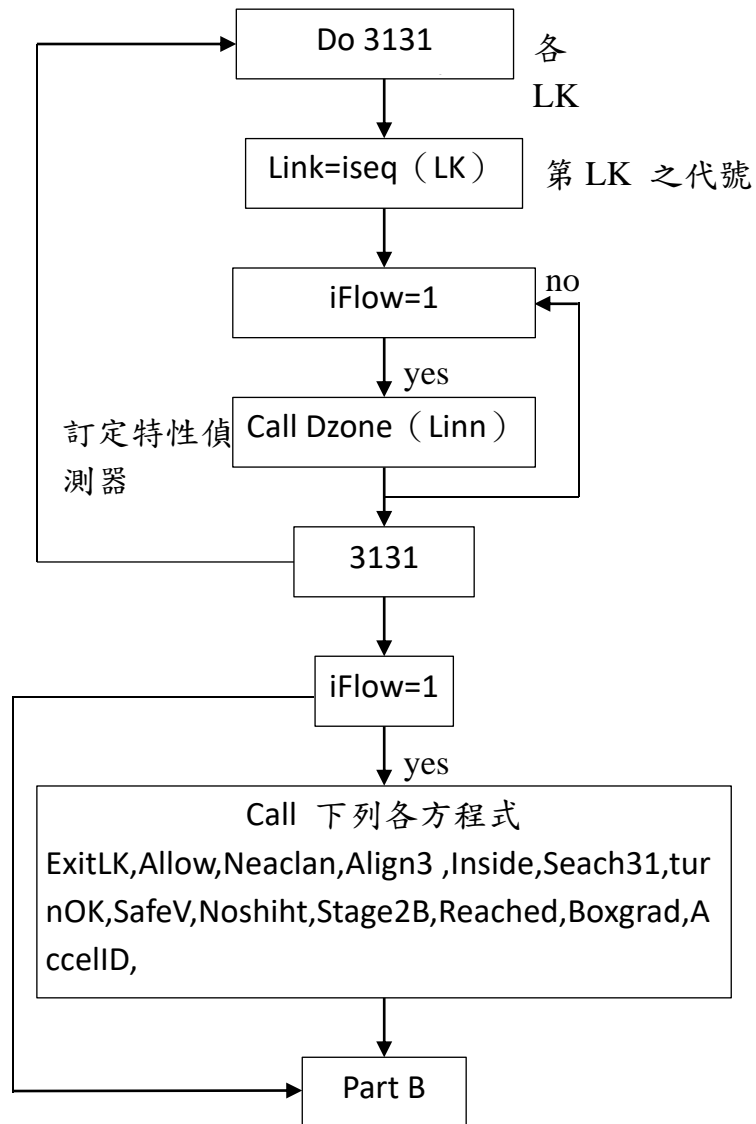 Do 3131
各
LK
Link=iseq（LK）
第 LK 之代號
iFlow=1
no
yes
訂定特性偵
測器
Call Dzone（Linn）
3131
iFlow=1
yes
Call 下列各方程式
ExitLK,Allow,Neaclan,Align3 ,Inside,Seach31,tur
nOK,SafeV,Noshiht,Stage2B,Reached,Boxgrad,A
ccelID,
Part B